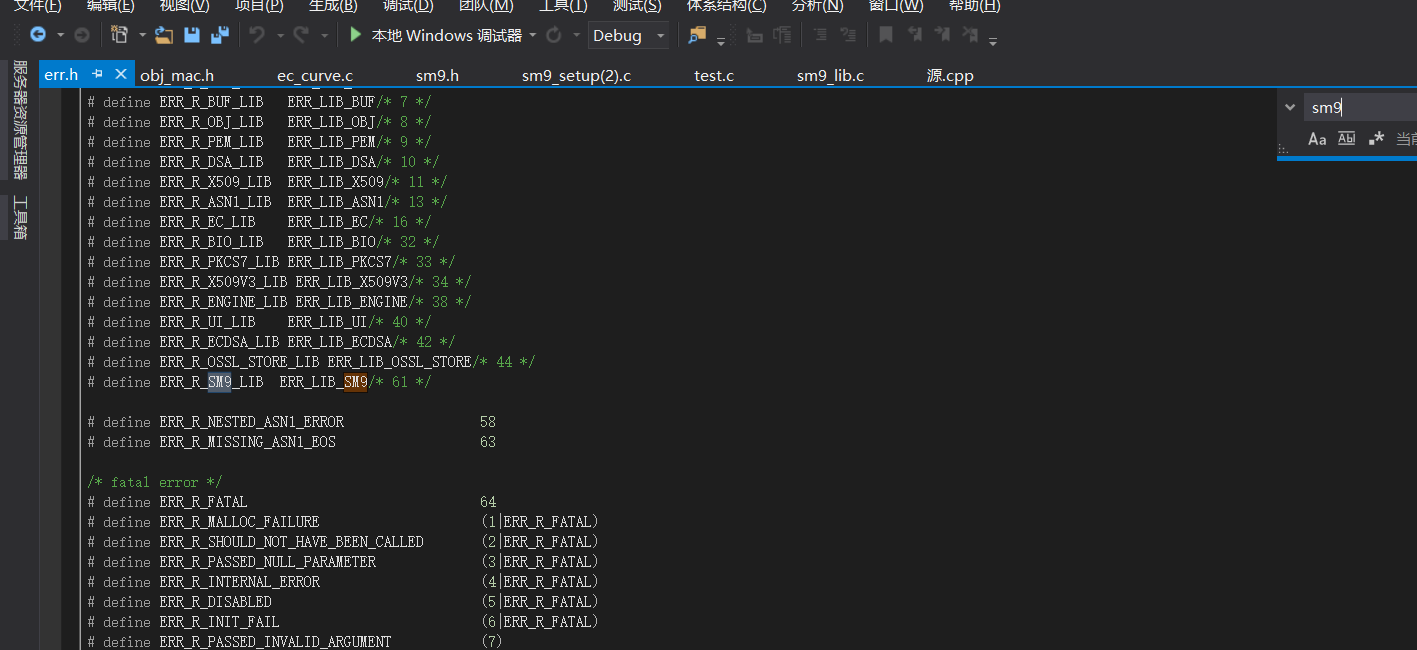 文件(F) 编辑(E) 视图(V) 项目(P) 生成(B) 调试(D) 团队(M) 工具(T) 测试(S) 体系结构(C) 分析(N) 窗口(W) 帮助(H)
本地 Windows 调试器 Debug
服务器资源管理器
工具箱
err.h obj_mac.h ec_curve.c sm9.h sm9_setup(2).c test.c sm9_lib.c 源.cpp
sm9
Aa Abl .* 当前
# define ERR_R_BUF_LIB ERR_LIB_BUF/* 7 */
# define ERR_R_OBJ_LIB ERR_LIB_OBJ/* 8 */
# define ERR_R_PEM_LIB ERR_LIB_PEM/* 9 */
# define ERR_R_DSA_LIB ERR_LIB_DSA/* 10 */
# define ERR_R_X509_LIB ERR_LIB_X509/* 11 */
# define ERR_R_ASN1_LIB ERR_LIB_ASN1/* 13 */
# define ERR_R_EC_LIB ERR_LIB_EC/* 16 */
# define ERR_R_BIO_LIB ERR_LIB_BIO/* 32 */
# define ERR_R_PKCS7_LIB ERR_LIB_PKCS7/* 33 */
# define ERR_R_X509V3_LIB ERR_LIB_X509V3/* 34 */
# define ERR_R_ENGINE_LIB ERR_LIB_ENGINE/* 38 */
# define ERR_R_UI_LIB ERR_LIB_UI/* 40 */
# define ERR_R_ECDSA_LIB ERR_LIB_ECDSA/* 42 */
# define ERR_R_OSSL_STORE_LIB ERR_LIB_OSSL_STORE/* 44 */
# define ERR_R_SM9_LIB ERR_LIB_SM9/* 61 */
# define ERR_R_NESTED_ASN1_ERROR 58
# define ERR_R_MISSING_ASN1_EOS 63
/* fatal error */
# define ERR_R_FATAL 64
# define ERR_R_MALLOC_FAILURE (1|ERR_R_FATAL)
# define ERR_R_SHOULD_NOT_HAVE_BEEN_CALLED (2|ERR_R_FATAL)
# define ERR_R_PASSED_NULL_PARAMETER (3|ERR_R_FATAL)
# define ERR_R_INTERNAL_ERROR (4|ERR_R_FATAL)
# define ERR_R_DISABLED (5|ERR_R_FATAL)
# define ERR_R_INIT_FAIL (6|ERR_R_FATAL)
# define ERR_R_PASSED_INVALID_ARGUMENT (7)